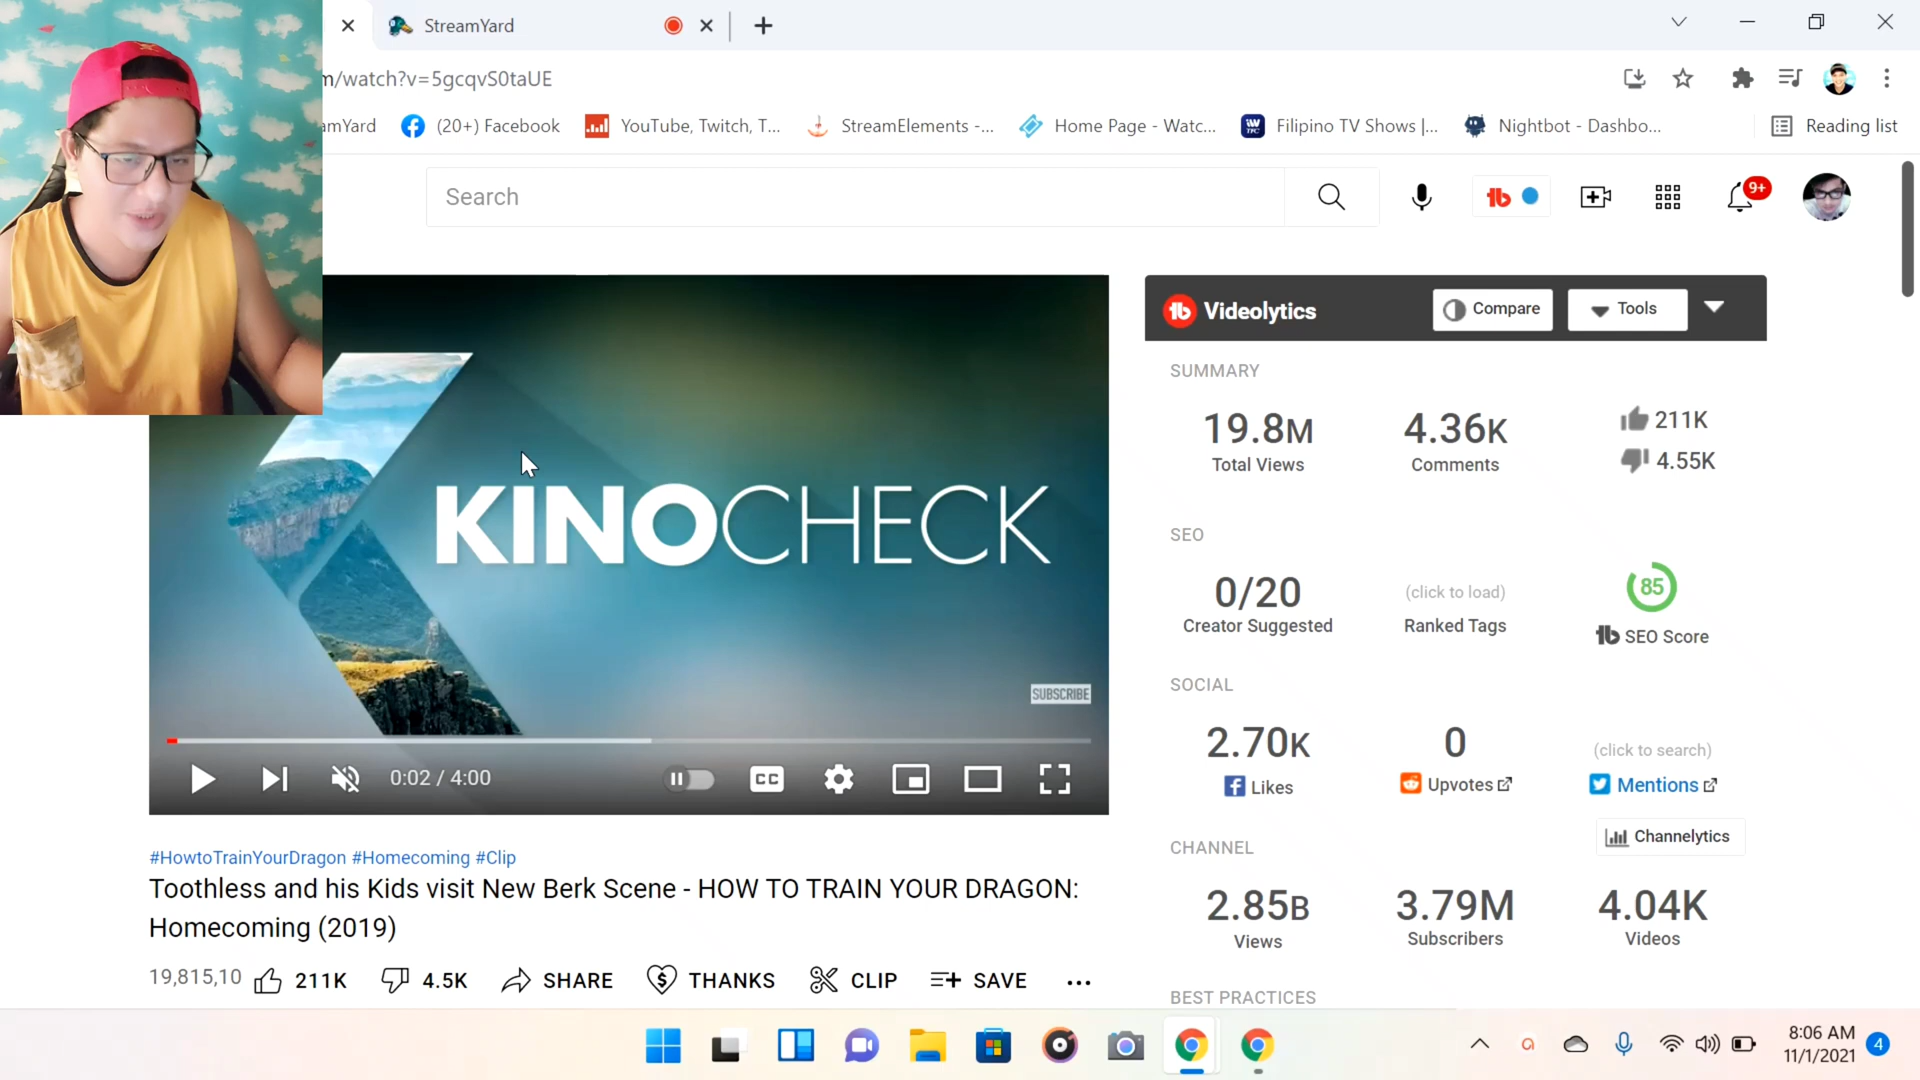 StreamYard
m/watch?v=5gcqvS0taUE
amYard
(20+) Facebook
YouTube, Twitch, T...
StreamElements -...
Home Page - Watc...
Filipino TV Shows |...
Nightbot - Dashbo...
Reading list
Search
9+
Videolytics
Compare
Tools
SUMMARY
19.8M
4.36K
211K
4.55K
Total Views
Comments
KINOCHECK
SUBSCRIBE
0:02 / 4:00
CC
SEO
0/20
(click to load)
85
Creator Suggested
Ranked Tags
tb SEO Score
SOCIAL
2.70K
0
(click to search)
Likes
Upvotes
Mentions
Channelytics
CHANNEL
2.85B
3.79M
4.04K
Views
Subscribers
Videos
BEST PRACTICES
#HowtoTrainYourDragon #Homecoming #Clip
Toothless and his Kids visit New Berk Scene - HOW TO TRAIN YOUR DRAGON:
Homecoming (2019)
19,815,10
211K
4.5K
SHARE
THANKS
CLIP
SAVE
8:06 AM
11/1/2021
4